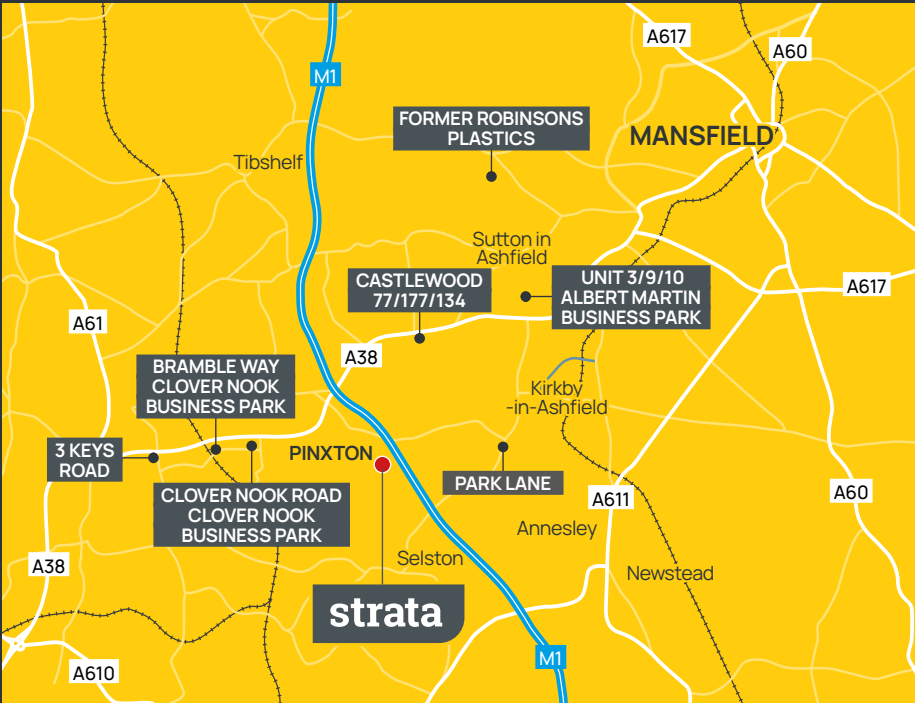 A617
A60
M1
FORMER ROBINSONS
PLASTICS
MANSFIELD
Tibshelf
Sutton in
Ashfield
CASTLEWOOD
77/177/134
UNIT 3/9/10
ALBERT MARTIN
BUSINESS PARK
A617
A61
A38
BRAMBLE WAY
CLOVER NOOK
BUSINESS PARK
Kirkby
-in-Ashfield
3 KEYS
ROAD
PINXTON
PARK LANE
CLOVER NOOK ROAD
CLOVER NOOK
BUSINESS PARK
A611
A60
Annesley
A38
Selston
Newstead
strata
M1
A610